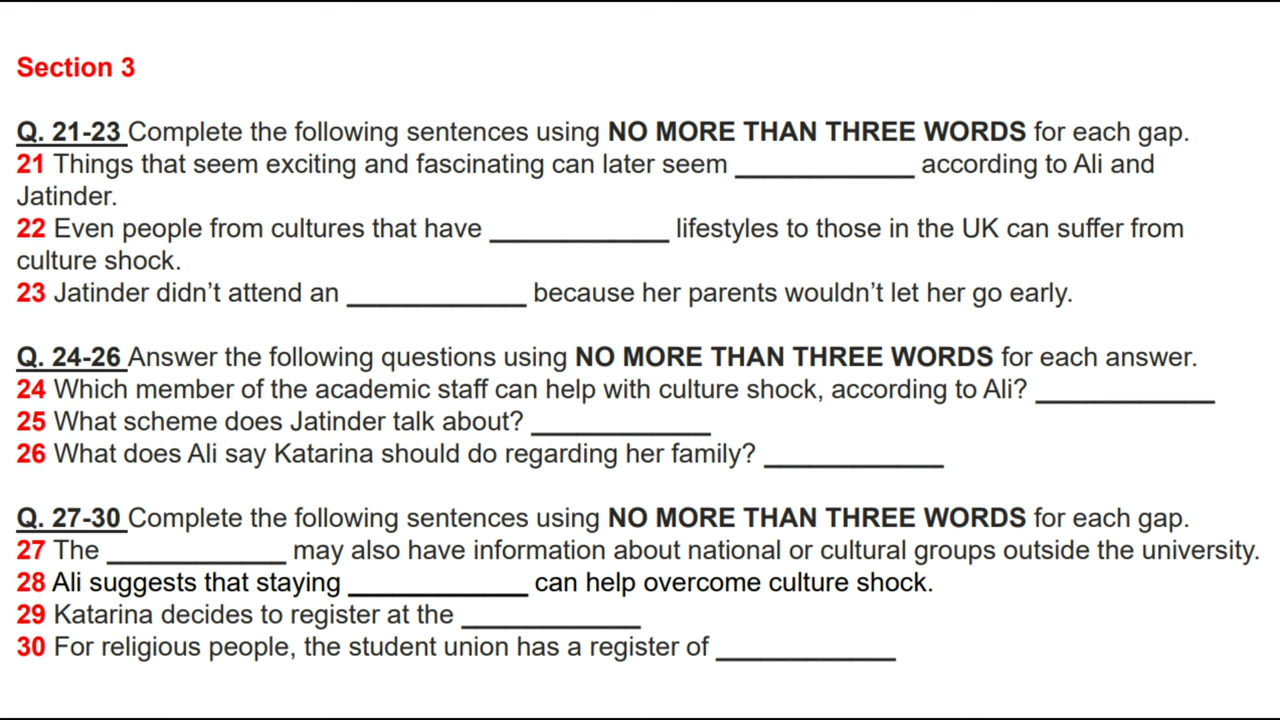 Section 3
Q. 21-23 Complete the following sentences using NO MORE THAN THREE WORDS for each gap.
21 Things that seem exciting and fascinating can later seem ____________ according to Ali and
Jatinder.
22 Even people from cultures that have ____________ lifestyles to those in the UK can suffer from
culture shock.
23 Jatinder didn’t attend an ____________ because her parents wouldn’t let her go early.
Q. 24-26 Answer the following questions using NO MORE THAN THREE WORDS for each answer.
24 Which member of the academic staff can help with culture shock, according to Ali? ____________
25 What scheme does Jatinder talk about? ____________
26 What does Ali say Katarina should do regarding her family? ____________
Q. 27-30 Complete the following sentences using NO MORE THAN THREE WORDS for each gap.
27 The ____________ may also have information about national or cultural groups outside the university.
28 Ali suggests that staying ____________ can help overcome culture shock.
29 Katarina decides to register at the ____________
30 For religious people, the student union has a register of ____________